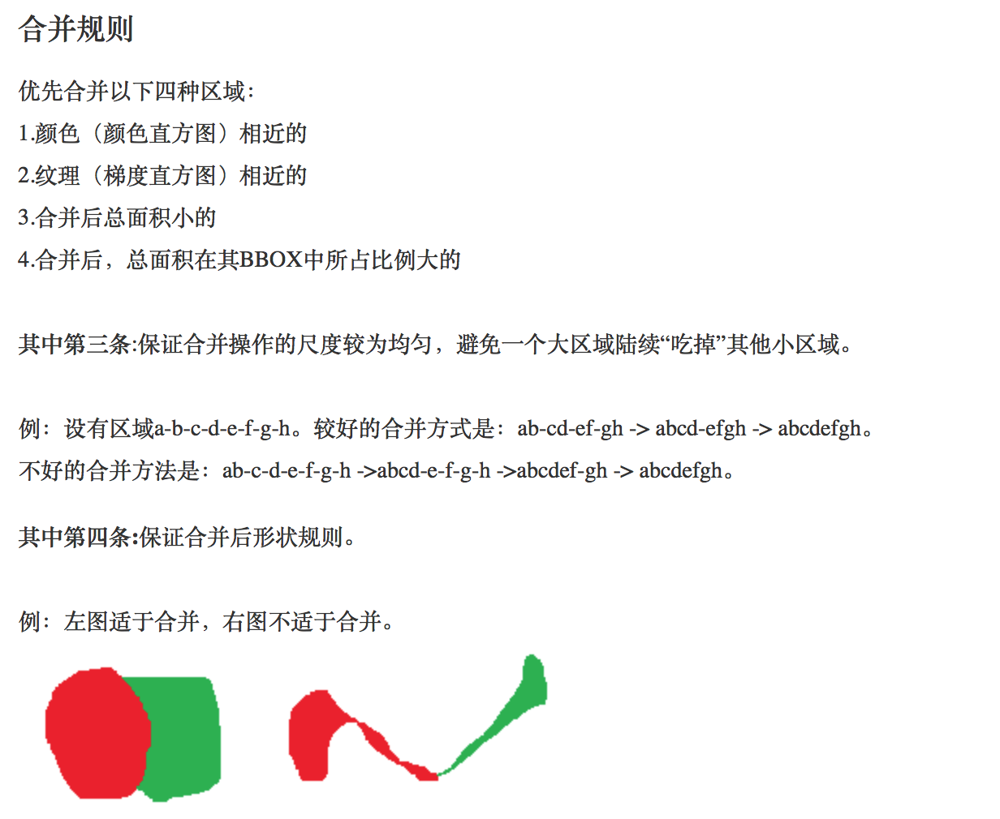 合并规则
优先合并以下四种区域：
1.颜色（颜色直方图）相近的
2.纹理（梯度直方图）相近的
3.合并后总面积小的
4.合并后，总面积在其BBOX中所占比例大的
其中第三条:保证合并操作的尺度较为均匀，避免一个大区域陆续“吃掉”其他小区域。
例：设有区域a-b-c-d-e-f-g-h。较好的合并方式是：ab-cd-ef-gh -> abcd-efgh -> abcdefgh。
不好的合并方法是：ab-c-d-e-f-g-h ->abcd-e-f-g-h ->abcdef-gh -> abcdefgh。
其中第四条:保证合并后形状规则。
例：左图适于合并，右图不适于合并。